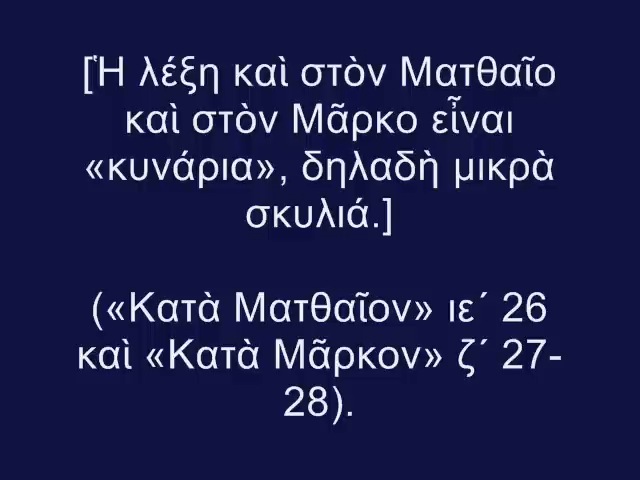 [Ἡ λέξη καὶ στὸν Ματθαῖο
καὶ στὸν Μᾶρκο εἶναι
«κυνάρια», δηλαδὴ μικρὰ
σκυλιά.]
(«Κατὰ Ματθαῖον» ιε΄ 26
καὶ «Κατὰ Μᾶρκον» ζ΄ 27-
28).